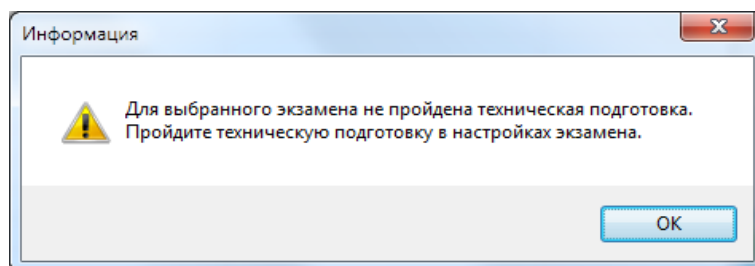 Информация
Для выбранного экзамена не пройдена техническая подготовка.
Пройдите техническую подготовку в настройках экзамена.
OK